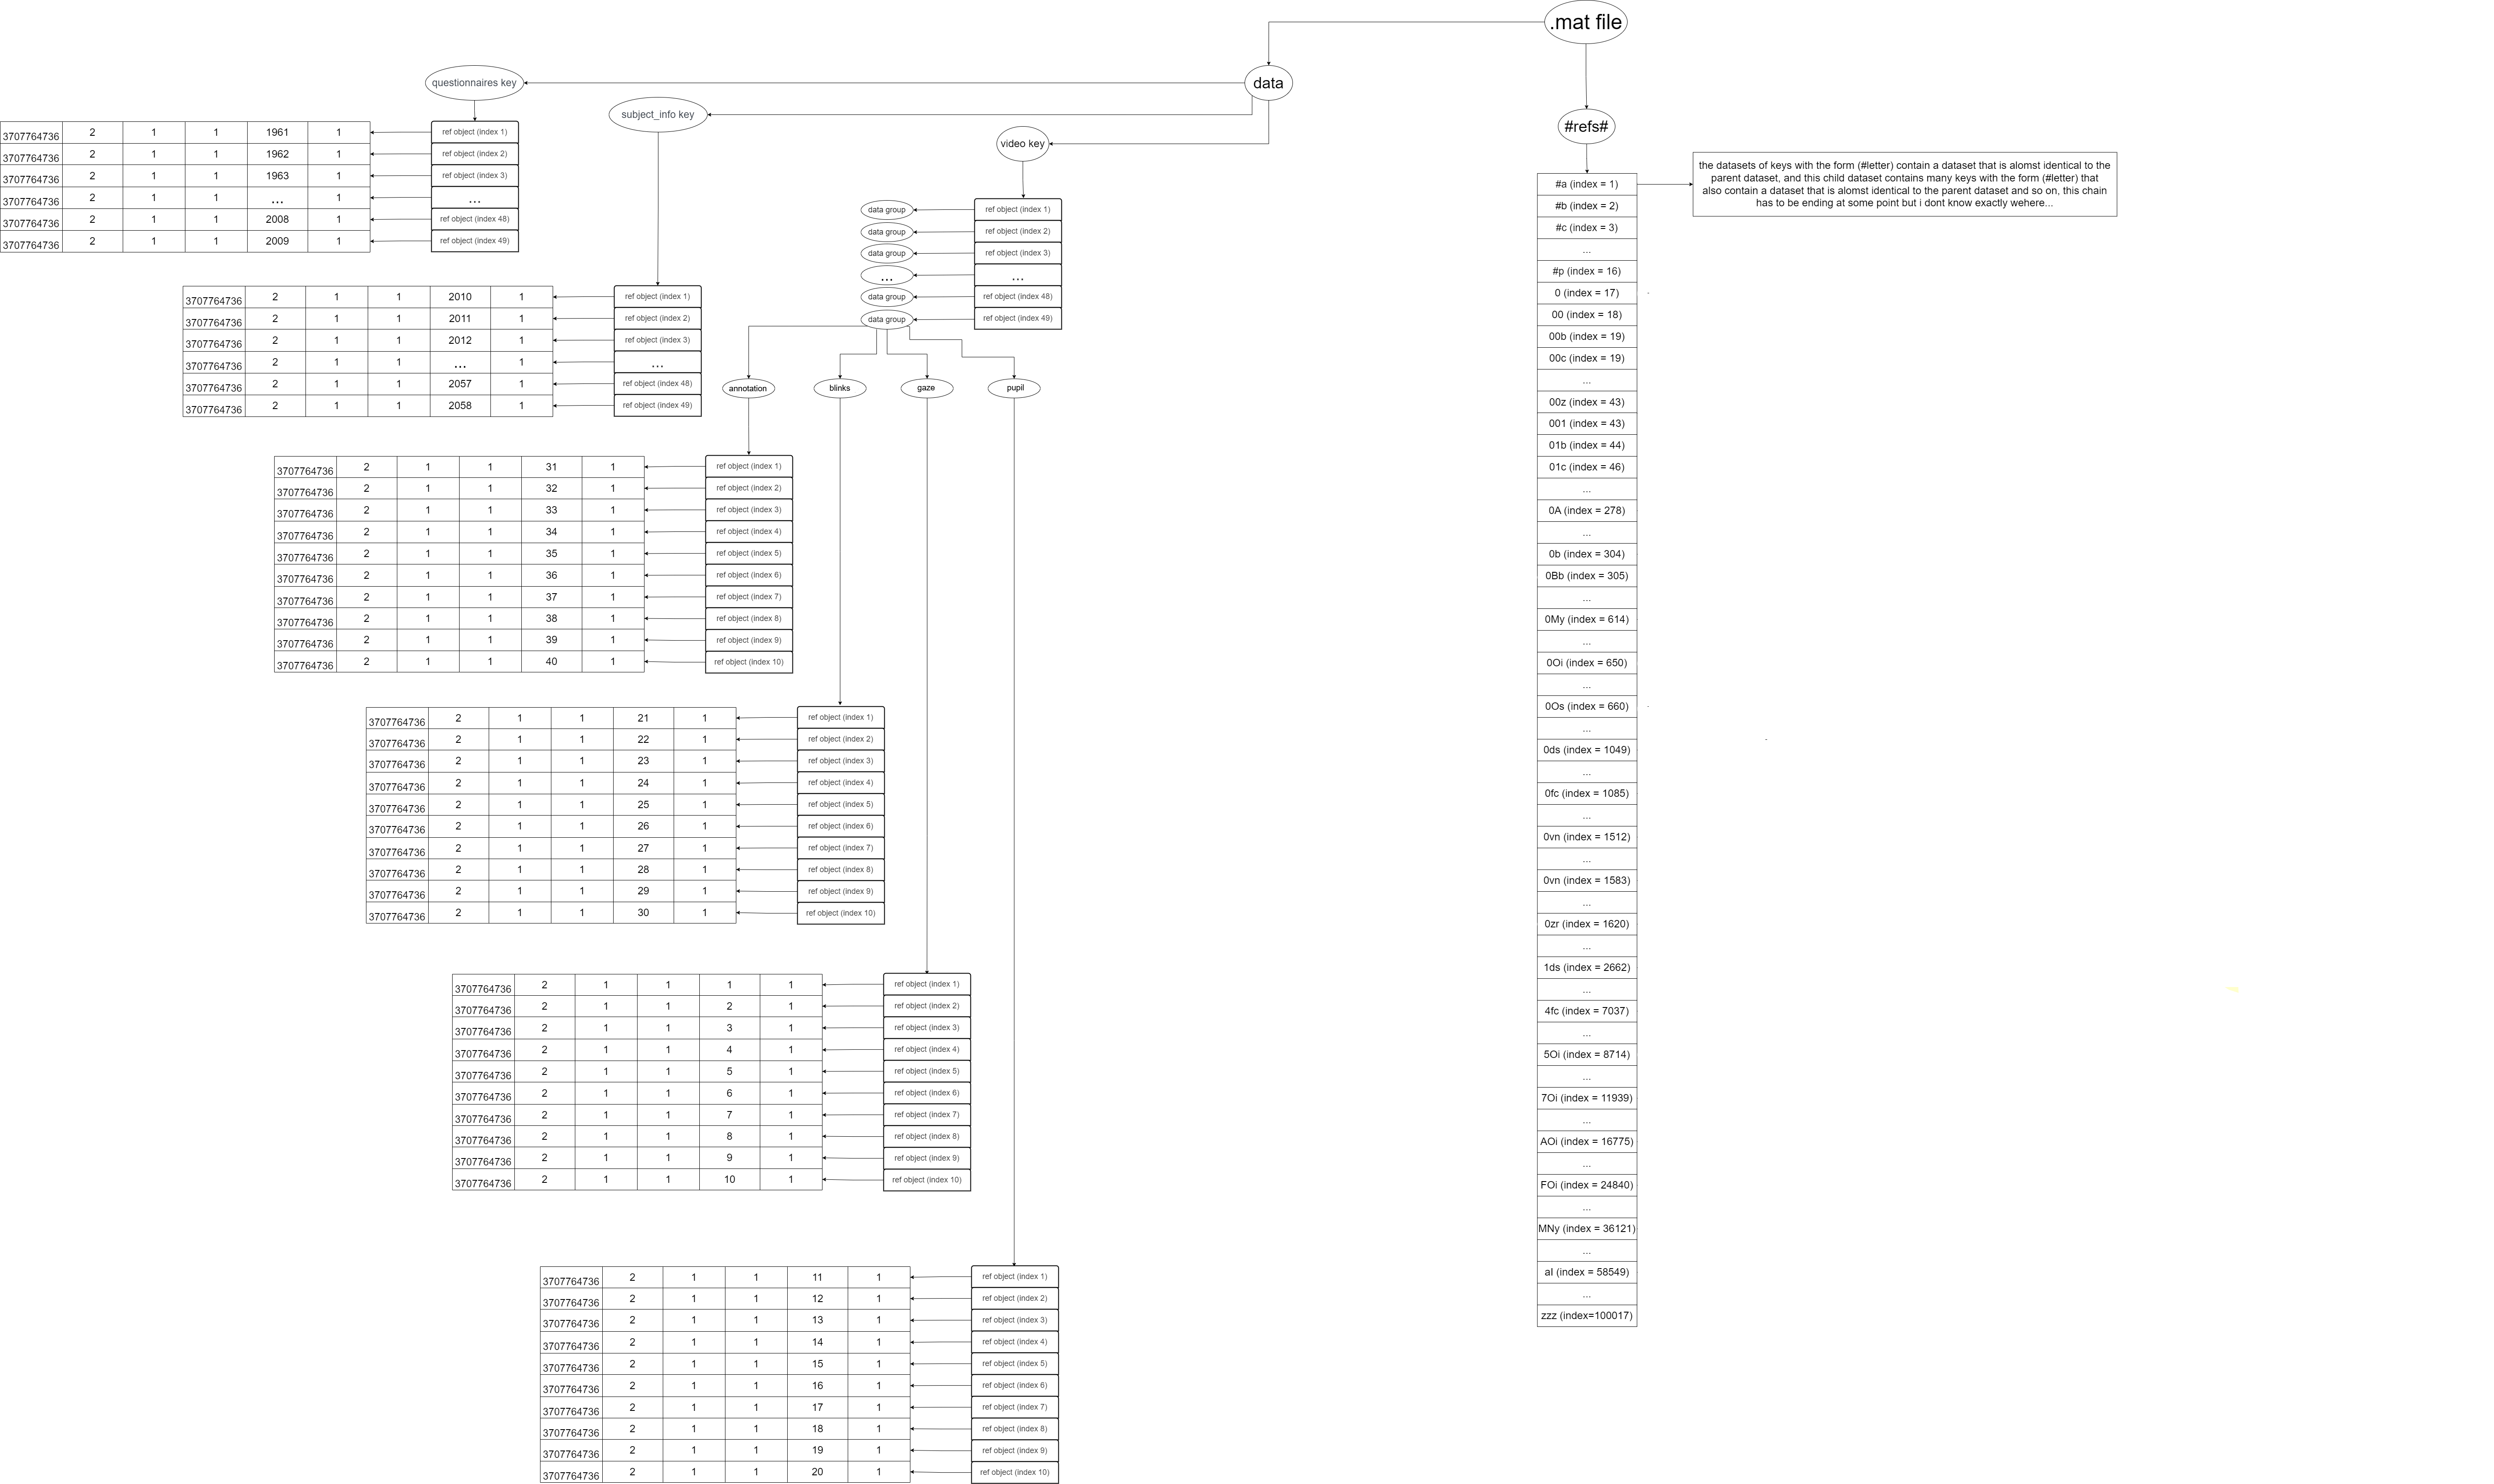 .mat file
data
#refs#
questionnaires key
3707764736 2 1 1 1961 1
ref object (index 1)
3707764736 2 1 1 1962 1
ref object (index 2)
3707764736 2 1 1 1963 1
ref object (index 3)
3707764736 2 1 1 ... 1
...
3707764736 2 1 1 2008 1
ref object (index 48)
3707764736 2 1 1 2009 1
ref object (index 49)
subject_info key
3707764736 2 1 1 2010 1
ref object (index 1)
3707764736 2 1 1 2011 1
ref object (index 2)
3707764736 2 1 1 2012 1
ref object (index 3)
3707764736 2 1 1 ... 1
...
3707764736 2 1 1 2057 1
ref object (index 48)
3707764736 2 1 1 2058 1
ref object (index 49)
video key
data group
ref object (index 1)
data group
ref object (index 2)
data group
ref object (index 3)
...
...
data group
ref object (index 48)
data group
ref object (index 49)
annotation
blinks
gaze
pupil
3707764736 2 1 1 31 1
ref object (index 1)
3707764736 2 1 1 32 1
ref object (index 2)
3707764736 2 1 1 33 1
ref object (index 3)
3707764736 2 1 1 34 1
ref object (index 4)
3707764736 2 1 1 35 1
ref object (index 5)
3707764736 2 1 1 36 1
ref object (index 6)
3707764736 2 1 1 37 1
ref object (index 7)
3707764736 2 1 1 38 1
ref object (index 8)
3707764736 2 1 1 39 1
ref object (index 9)
3707764736 2 1 1 40 1
ref object (index 10)
3707764736 2 1 1 21 1
ref object (index 1)
3707764736 2 1 1 22 1
ref object (index 2)
3707764736 2 1 1 23 1
ref object (index 3)
3707764736 2 1 1 24 1
ref object (index 4)
3707764736 2 1 1 25 1
ref object (index 5)
3707764736 2 1 1 26 1
ref object (index 6)
3707764736 2 1 1 27 1
ref object (index 7)
3707764736 2 1 1 28 1
ref object (index 8)
3707764736 2 1 1 29 1
ref object (index 9)
3707764736 2 1 1 30 1
ref object (index 10)
3707764736 2 1 1 1 1
ref object (index 1)
3707764736 2 1 1 2 1
ref object (index 2)
3707764736 2 1 1 3 1
ref object (index 3)
3707764736 2 1 1 4 1
ref object (index 4)
3707764736 2 1 1 5 1
ref object (index 5)
3707764736 2 1 1 6 1
ref object (index 6)
3707764736 2 1 1 7 1
ref object (index 7)
3707764736 2 1 1 8 1
ref object (index 8)
3707764736 2 1 1 9 1
ref object (index 9)
3707764736 2 1 1 10 1
ref object (index 10)
3707764736 2 1 1 11 1
ref object (index 1)
3707764736 2 1 1 12 1
ref object (index 2)
3707764736 2 1 1 13 1
ref object (index 3)
3707764736 2 1 1 14 1
ref object (index 4)
3707764736 2 1 1 15 1
ref object (index 5)
3707764736 2 1 1 16 1
ref object (index 6)
3707764736 2 1 1 17 1
ref object (index 7)
3707764736 2 1 1 18 1
ref object (index 8)
3707764736 2 1 1 19 1
ref object (index 9)
3707764736 2 1 1 20 1
ref object (index 10)
#a (index = 1)
#b (index = 2)
#c (index = 3)
...
#p (index = 16)
0 (index = 17)
00 (index = 18)
00b (index = 19)
00c (index = 19)
...
00z (index = 43)
001 (index = 43)
01b (index = 44)
01c (index = 46)
...
0A (index = 278)
...
0b (index = 304)
0Bb (index = 305)
...
0My (index = 614)
...
0Oi (index = 650)
...
0Os (index = 660)
...
0ds (index = 1049)
...
0fc (index = 1085)
...
0vn (index = 1512)
...
0vn (index = 1583)
...
0zr (index = 1620)
...
1ds (index = 2662)
...
4fc (index = 7037)
...
5Oi (index = 8714)
...
7Oi (index = 11939)
...
AOi (index = 16775)
...
FOi (index = 24840)
...
MNy (index = 36121)
...
aI (index = 58549)
...
zzz (index=100017)
the datasets of keys with the form (#letter) contain a dataset that is alomst identical to the
parent dataset, and this child dataset contains many keys with the form (#letter) that
also contain a dataset that is alomst identical to the parent dataset and so on, this chain
has to be ending at some point but i dont know exactly wehere...